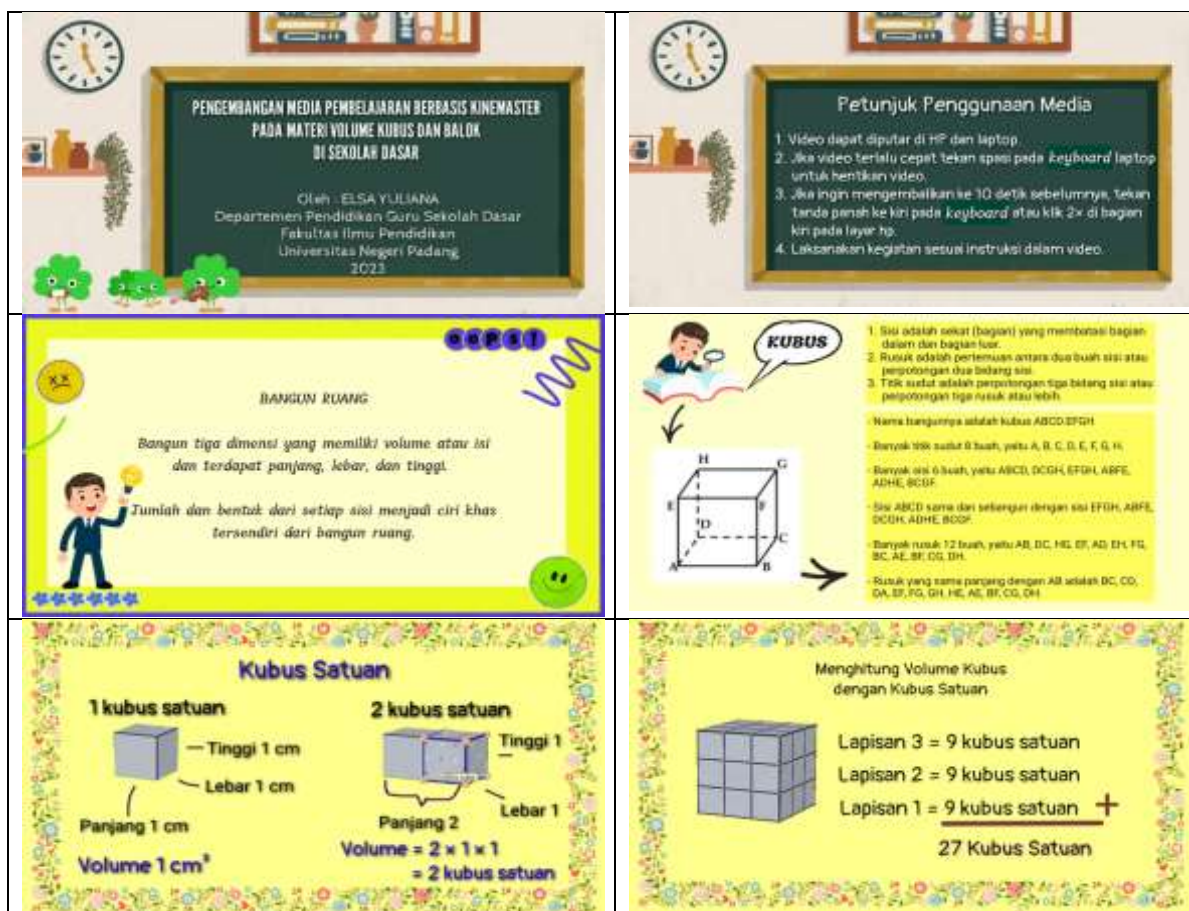 PENGEMBANGAN MEDIA PEMBELAJARAN BERBASIS KINEMASTER
PADA MATERI VOLUME KUBUS DAN BALOK
DI SEKOLAH DASAR
Oleh : ELSA YULIANA
Departemen Pendidikan Guru Sekolah Dasar
Fakultas Ilmu Pendidikan
Universitas Negeri Padang
2023
Petunjuk Penggunaan Media
1. Video dapat diputar di HP dan laptop.
2. Jika video terlalu cepat tekan spasi pada keyboard laptop
untuk hentikan video.
3. Jika ingin mengembalikan ke 10 detik sebelumnya, tekan
tanda panah ke kiri pada keyboard atau klik 2x di bagian
kiri pada layar hp.
4. Laksanakan kegiatan sesuai instruksi dalam video.
OOPS!
BANGUN RUANG
Bangun tiga dimensi yang memiliki volume atau isi
dan terdapat panjang, lebar, dan tinggi.
Jumlah dan bentuk dari setiap sisi menjadi ciri khas
tersendiri dari bangun ruang.
KUBUS
1. Sisi adalah sekat (bagian) yang membatasi bagian
dalam dan bagian luar.
2. Rusuk adalah pertemuan antara dua buah sisi atau
perpotongan dua bidang sisi.
3. Titik sudut adalah perpotongan tiga bidang sisi atau
perpotongan tiga rusuk atau lebih.
- Nama bangunnya adalah kubus ABCD.EFGH
- Banyak titik sudut 8 buah, yaitu A, B, C, D, E, F, G, H.
- Banyak sisi 6 buah, yaitu ABCD, DCGH, EFGH, ABFE,
ADHE, BCGF.
- Sisi ABCD sama dan sebangun dengan sisi EFGH, ABFE,
DCGH, ADHE, BCGF.
- Banyak rusuk 12 buah, yaitu AB, DC, HG, EF, AD, EH, FG,
BC, AE, BF, CG, DH.
- Rusuk yang sama panjang dengan AB adalah BC, CD,
DA, EF, FG, GH, HE, AE, BF, CG, DH.
H G
E F
D C
A B
Kubus Satuan
1 kubus satuan
Tinggi 1 cm
Lebar 1 cm
Panjang 1 cm
Volume 1 cm³
2 kubus satuan
Tinggi 1
Lebar 1
Panjang 2
Volume = 2 x 1 x 1
= 2 kubus satuan
Menghitung Volume Kubus
dengan Kubus Satuan
Lapisan 3 = 9 kubus satuan
Lapisan 2 = 9 kubus satuan
Lapisan 1 = 9 kubus satuan +
27 Kubus Satuan